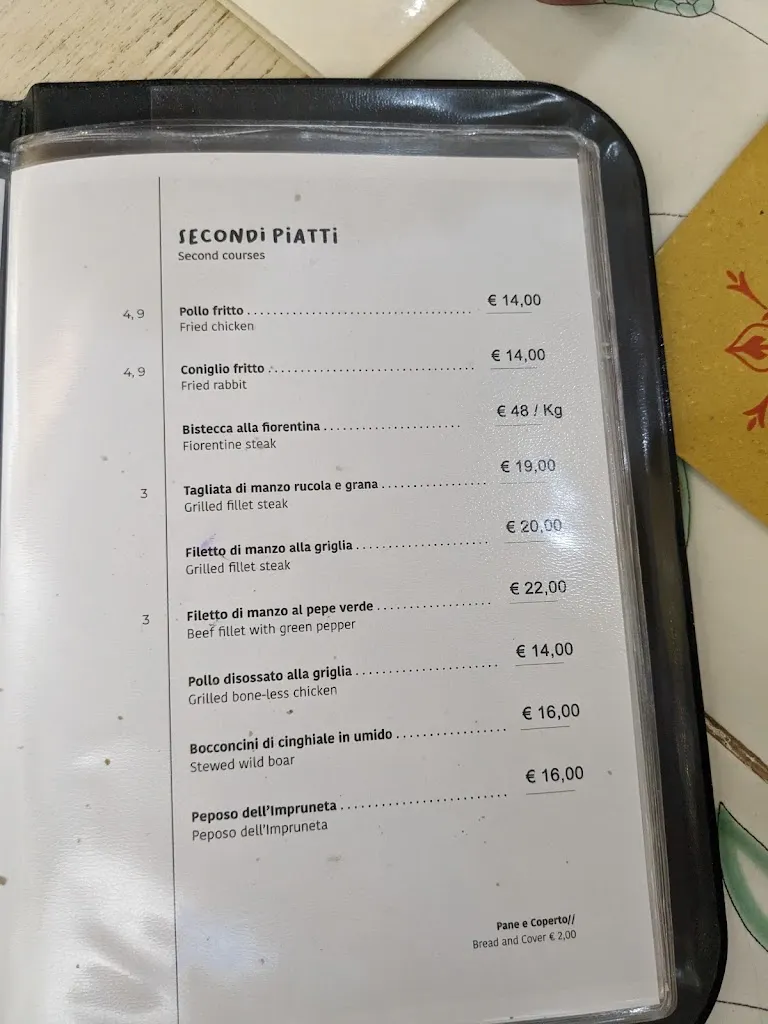 SECONDi PiATTi
Second courses
4, 9 Pollo fritto ........................................ € 14,00
Fried chicken
4, 9 Coniglio fritto ..................................... € 14,00
Fried rabbit
Bistecca alla fiorentina ......................... € 48 / Kg
Fiorentine steak
3 Tagliata di manzo rucola e grana .................. € 19,00
Grilled fillet steak
Filetto di manzo alla griglia ....................... € 20,00
Grilled fillet steak
3 Filetto di manzo al pepe verde .................. € 22,00
Beef fillet with green pepper
Pollo disossato alla griglia ....................... € 14,00
Grilled bone-less chicken
Bocconcini di cinghiale in umido ................. € 16,00
Stewed wild boar
Peposo dell'Impruneta ......................... € 16,00
Peposo dell'Impruneta
Pane e Coperto//
Bread and Cover € 2,00